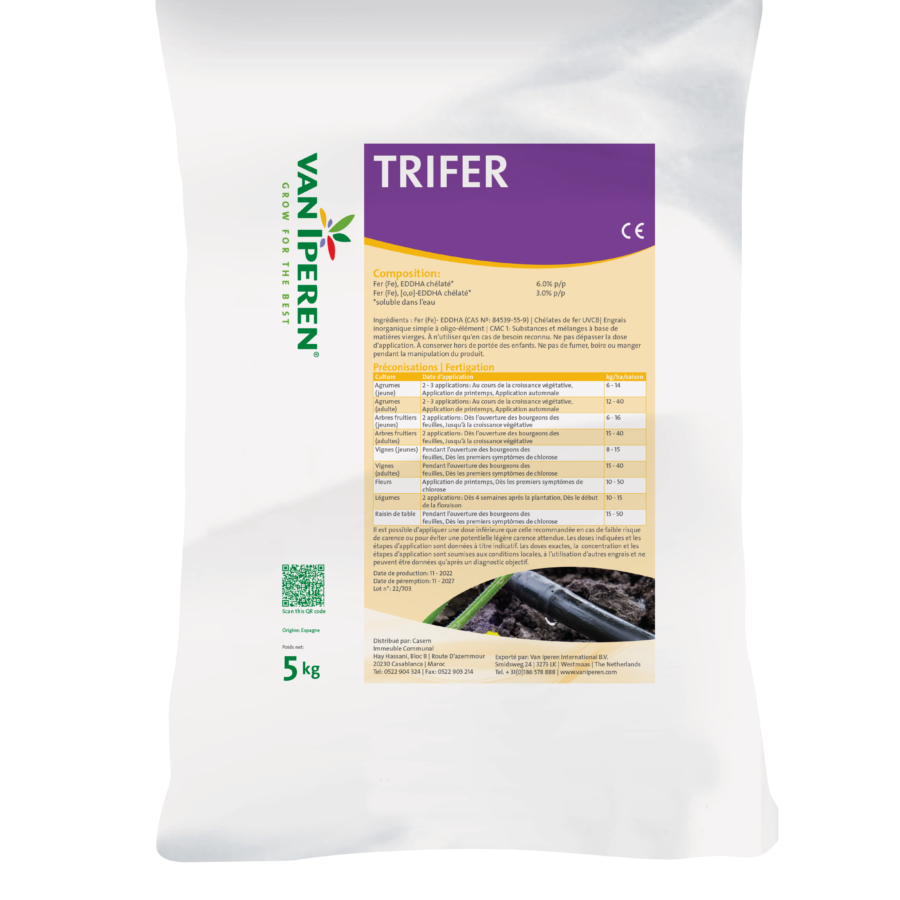 VAN IPEREN®
GROW FOR THE BEST
TRIFER
CE
Composition:
Fer (Fe), EDDHA chélaté* 6.0% p/p
Fer (Fe), [o,o]-EDDHA chélaté* 3.0% p/p
*soluble dans l'eau
Ingrédients : Fer (Fe)- EDDHA (CAS Nº: 84539-55-9) | Chélates de fer UVCB| Engrais
inorganique simple à oligo-élément | CMC 1: Substances et mélanges à base de
matières vierges. À n'utiliser qu'en cas de besoin reconnu. Ne pas dépasser la dose
d'application. À conserver hors de portée des enfants. Ne pas de fumer, boire ou manger
pendant la manipulation du produit.
Préconisations | Fertigation
Culture Date d'application kg/ha/saison
Agrumes 2 - 3 applications: Au cours de la croissance végétative, 6 - 14
(jeune) Application de printemps, Application automnale
Agrumes 2 - 3 applications: Au cours de la croissance végétative, 12 - 40
(adulte) Application de printemps, Application automnale
Arbres fruitiers 2 applications: Dès l'ouverture des bourgeons des 6 - 16
(jeunes) feuilles, Jusqu'à la croissance végétative
Arbres fruitiers 2 applications: Dès l'ouverture des bourgeons des 15 - 40
(adultes) feuilles, Jusqu'à la croissance végétative
Vignes (jeunes) Pendant l'ouverture des bourgeons des 8 - 15
feuilles, Dès les premiers symptômes de chlorose
Vignes Pendant l'ouverture des bourgeons des 15 - 40
(adultes) feuilles, Dès les premiers symptômes de chlorose
Fleurs Application de printemps, Dès les premiers symptômes de 10 - 50
chlorose
Légumes 2 applications: Dès 4 semaines après la plantation, Dès le début 10 - 15
de la floraison
Raisin de table Pendant l'ouverture des bourgeons des 15 - 50
feuilles, Dès les premiers symptômes de chlorose
Il est possible d'appliquer une dose inférieure que celle recommandée en cas de faible risque
de carence ou pour éviter une potentielle légère carence attendue. Les doses indiquées et les
étapes d'application sont données à titre indicatif. Les doses exactes, la concentration et les
étapes d'application sont soumises aux conditions locales, à l'utilisation d'autres engrais et ne
peuvent être données qu'après un diagnostic objectif.
Date de production: 11 - 2022
Date de péremption: 11 - 2027
Lot n°: 22/703
Scan this QR code
Origine: Espagne
Poids net:
5 kg
Distribué par: Casem
Immeuble Communal
Hay Hassani, Bloc B | Route D'azemmour
20230 Casablanca | Maroc
Tel: 0522 904 324 | Fax: 0522 903 214
Exporté par: Van Iperen International B.V.
Smidsweg 24 | 3273 LK | Westmaas | The Netherlands
Tel. + 31(0)186 578 888 | www.vaniperen.com